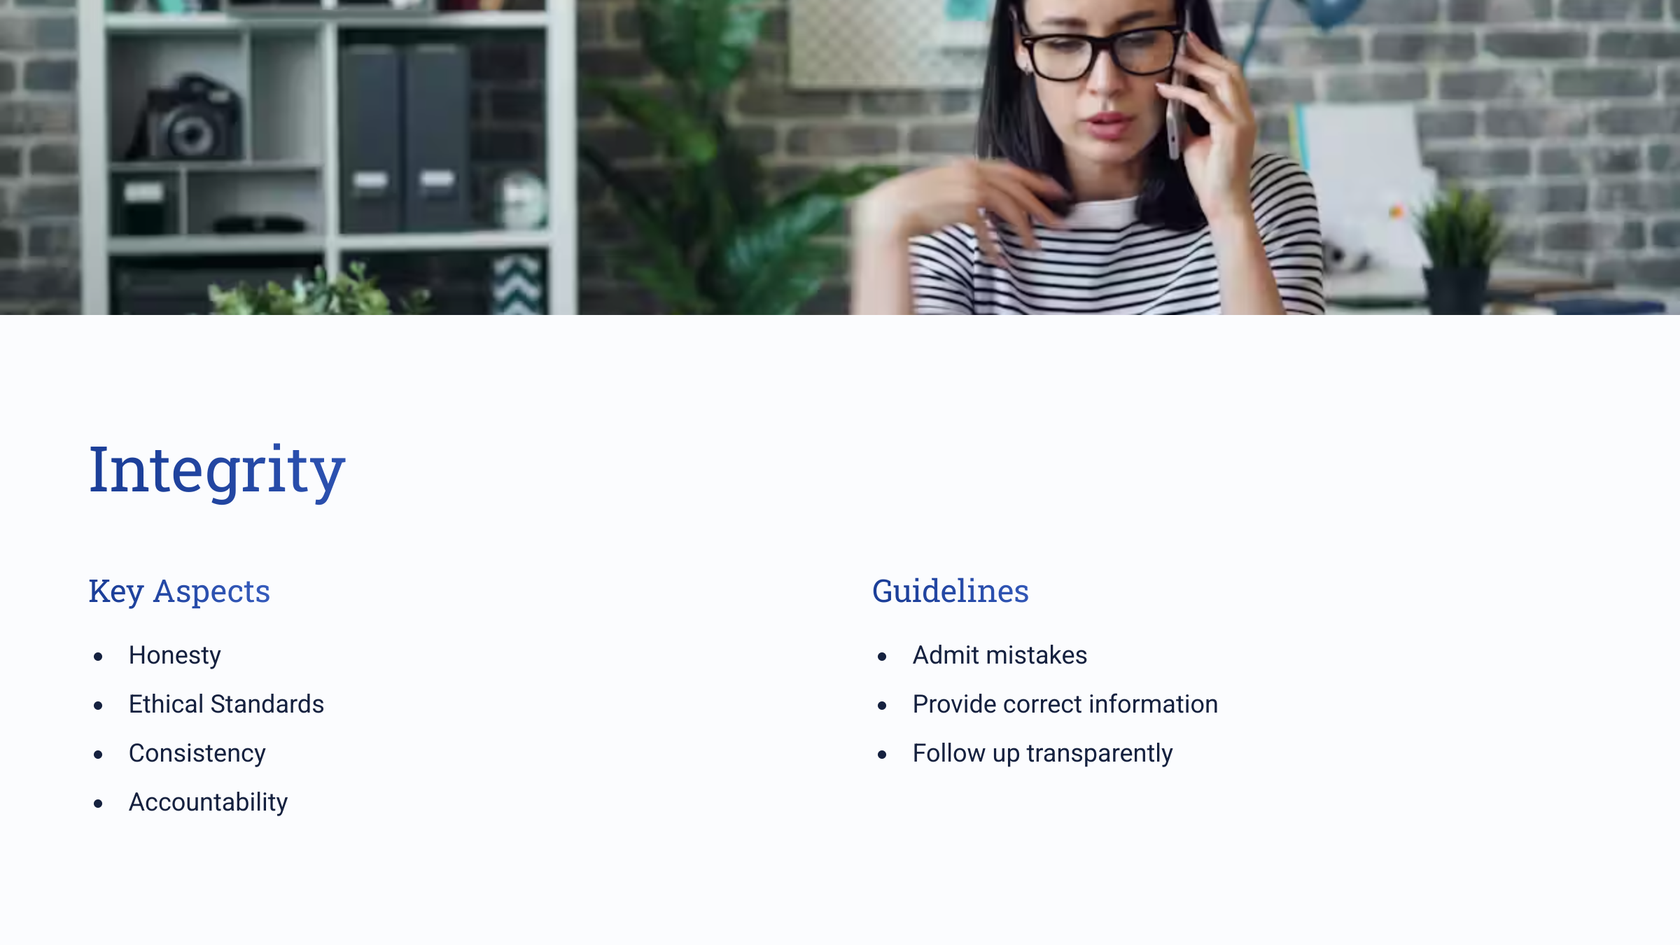 Integrity
Key Aspects
• Honesty
• Ethical Standards
• Consistency
• Accountability
Guidelines
• Admit mistakes
• Provide correct information
• Follow up transparently